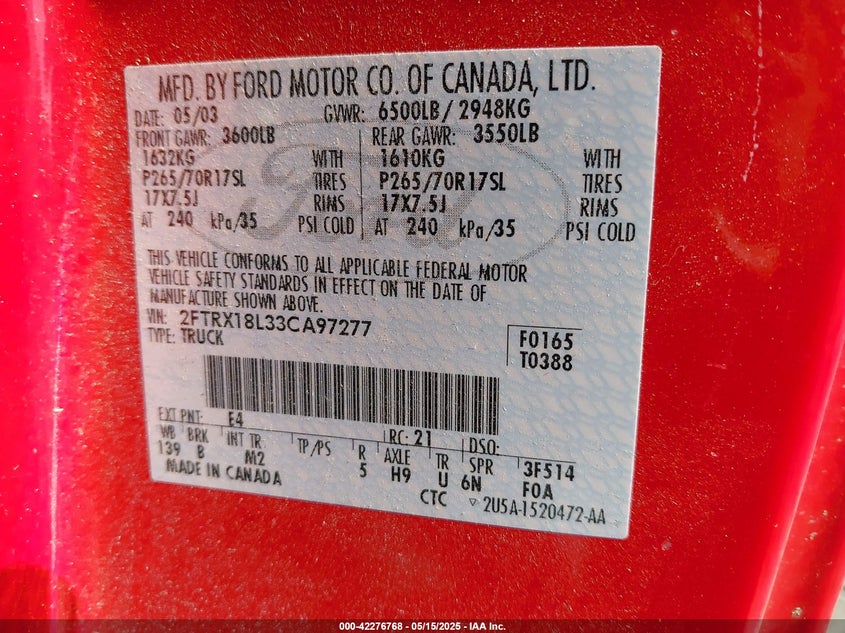 MFD. BY FORD MOTOR CO. OF CANADA, LTD.
DATE: 05/03 GVWR: 6500LB/ 2948KG
FRONT GAWR: 3600LB REAR GAWR: 3550LB
1632KG WITH 1610KG WITH
P265/70R17SL TIRES P265/70R17SL TIRES
17X7.5J RIMS 17X7.5J RIMS
AT 240 kPa/35 PSI COLD AT 240 kPa/35 PSI COLD
THIS VEHICLE CONFORMS TO ALL APPLICABLE FEDERAL MOTOR
VEHICLE SAFETY STANDARDS IN EFFECT ON THE DATE OF
MANUFACTURE SHOWN ABOVE.
VIN: 2FTRX18L33CA97277
TYPE: TRUCK
F0165
T0388
EXT PNT: E4 RC: 21 DSO:
WB BRK INT TR TP/PS R AXLE TR SPR 3F514
139 B M2 5 H9 U 6N F0A
MADE IN CANADA CTC ▽ 2U5A-1520472-AA
Ford
000-42276768 - 05/15/2025 - IAA Inc.